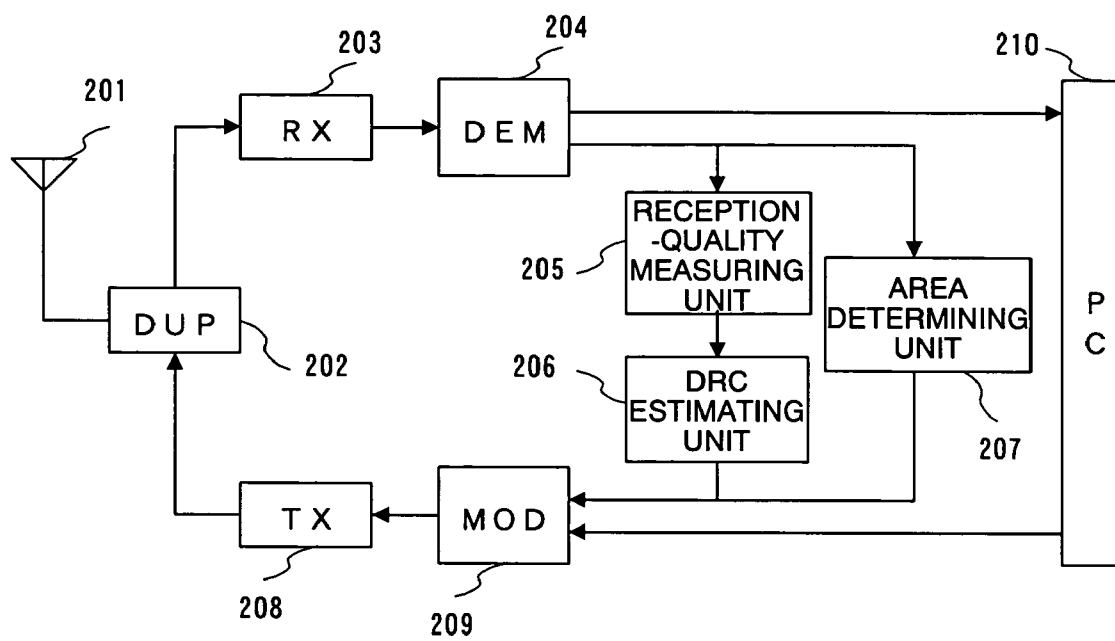 204
203
210
201
RX
DEM
RECEPTION
-QUALITY
MEASURING
UNIT
205
AREA
DETERMINING
UNIT
P
C
DUP
202
206
DRC
ESTIMATING
UNIT
207
TX
MOD
208
209